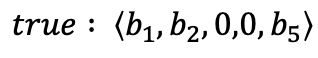 true : ⟨b₁, b₂, 0,0, b₅⟩